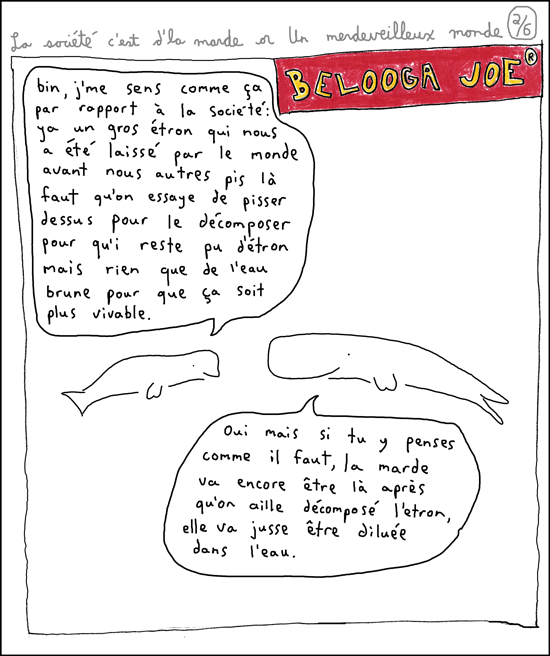 La société c'est d'la marde or Un merdeveilleux monde 2/6
BELOOGA JOE®
bin, j'me sens comme ça
par rapport à la société:
ya un gros étron qui nous
a été laissé par le monde
avant nous autres pis là
faut qu'on essaye de pisser
dessus pour le décomposer
pour qu'i reste pu d'étron
mais rien que de l'eau
brune pour que ça soit
plus vivable.
Oui mais si tu y penses
comme il faut, la marde
va encore être là après
qu'on aille décomposé l'etron,
elle va jusse être diluée
dans l'eau.